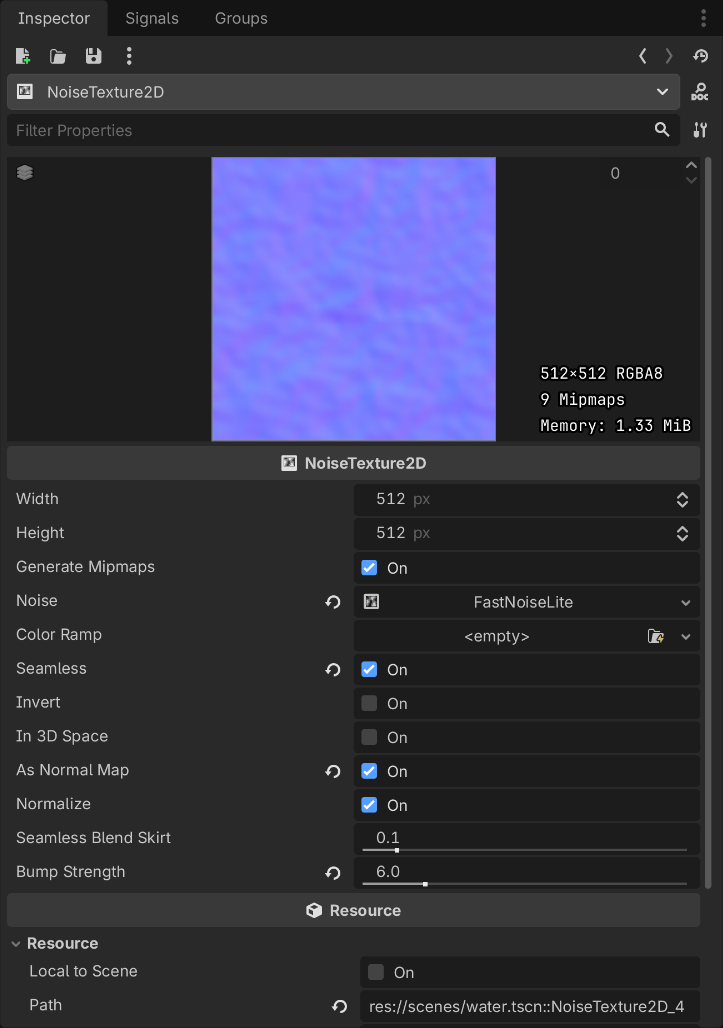 Inspector Signals Groups
NoiseTexture2D
DOC
Filter Properties
0
512×512 RGBA8
9 Mipmaps
Memory: 1.33 MiB
NoiseTexture2D
Width 512 px
Height 512 px
Generate Mipmaps On
Noise FastNoiseLite
Color Ramp <empty>
Seamless On
Invert On
In 3D Space On
As Normal Map On
Normalize On
Seamless Blend Skirt 0.1
Bump Strength 6.0
Resource
Resource
Local to Scene On
Path res://scenes/water.tscn::NoiseTexture2D_4